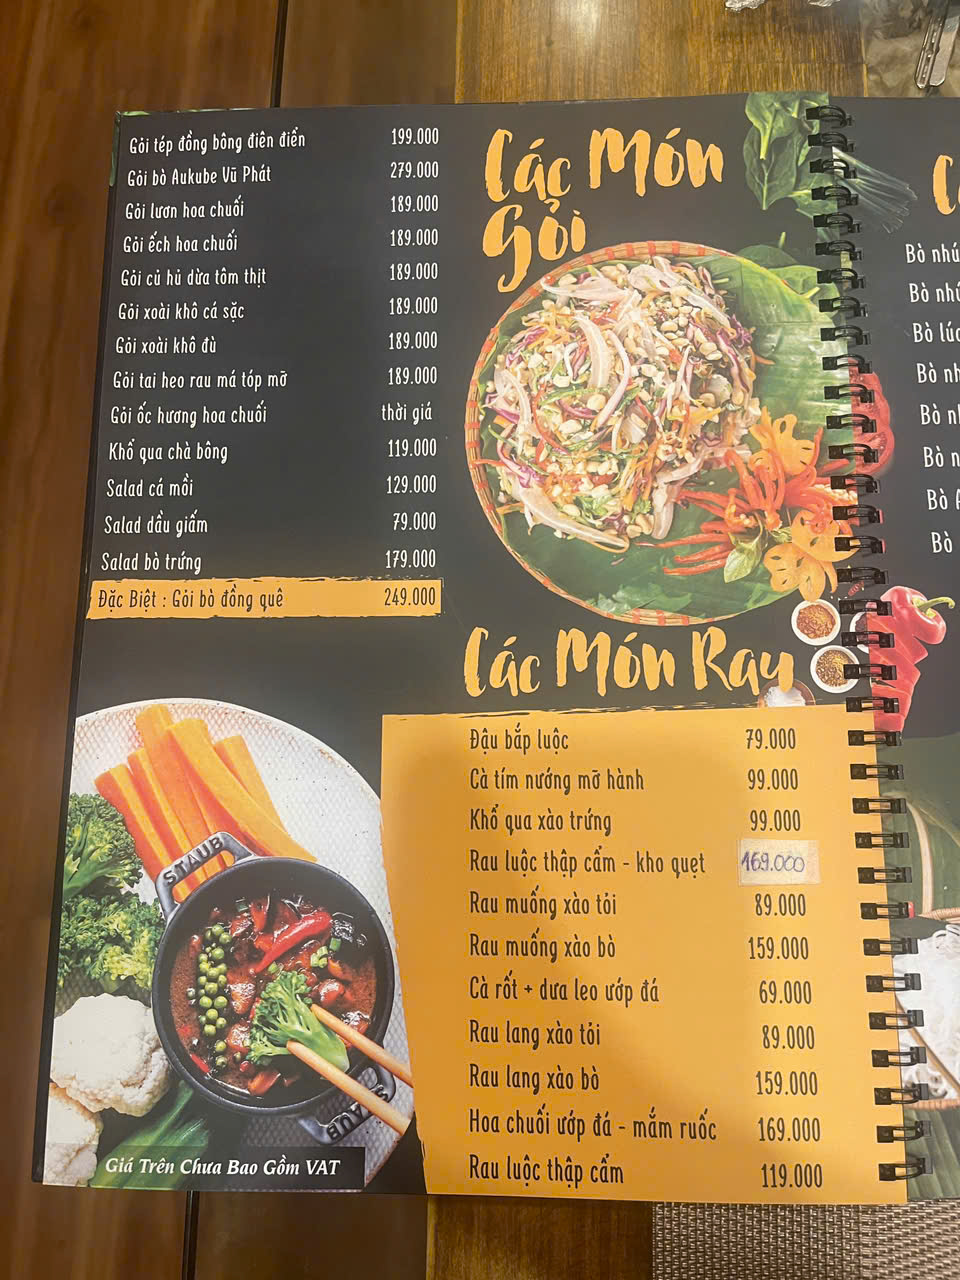 Các Món
Gỏi
Gỏi tép đồng bông điên điển 199.000
Gỏi bò Aukube Vũ Phát 279.000
Gỏi lươn hoa chuối 189.000
Gỏi ếch hoa chuối 189.000
Gỏi củ hủ dừa tôm thịt 189.000
Gỏi xoài khô cá sặc 189.000
Gỏi xoài khô đù 189.000
Gỏi tai heo rau má tóp mỡ 189.000
Gỏi ốc hương hoa chuối thời giá
Khổ qua chà bông 119.000
Salad cá mồi 129.000
Salad dầu giấm 79.000
Salad bò trứng 179.000
Đặc Biệt : Gỏi bò đồng quê 249.000
Các Món Rau
Đậu bắp luộc 79.000
Cà tím nướng mỡ hành 99.000
Khổ qua xào trứng 99.000
Rau luộc thập cẩm - kho quẹt 169.000
Rau muống xào tỏi 89.000
Rau muống xào bò 159.000
Cà rốt + dưa leo ướp đá 69.000
Rau lang xào tỏi 89.000
Rau lang xào bò 159.000
Hoa chuối ướp đá - mắm ruốc 169.000
Rau luộc thập cẩm 119.000
STAUB
STAUB
Giá Trên Chưa Bao Gồm VAT
Bò
Bò
Bò
Bò
Bò
Bò
Bò
Bò